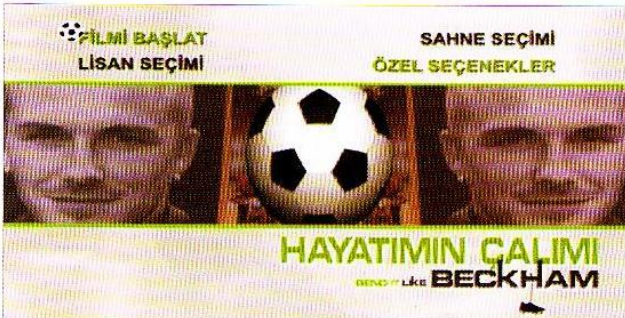 FİLMİ BAŞLAT
LİSAN SEÇİMİ
SAHNE SEÇİMİ
ÖZEL SEÇENEKLER
HAYATIMIN ÇALIMI
BEND IT LIKE BECKHAM